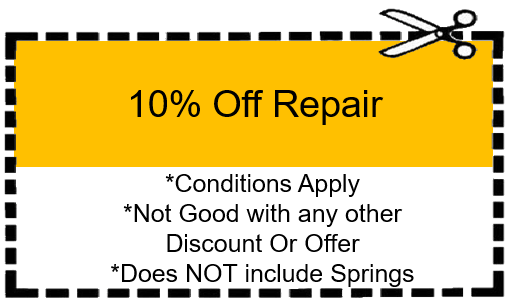 10% Off Repair
*Conditions Apply
*Not Good with any other
Discount Or Offer
*Does NOT include Springs